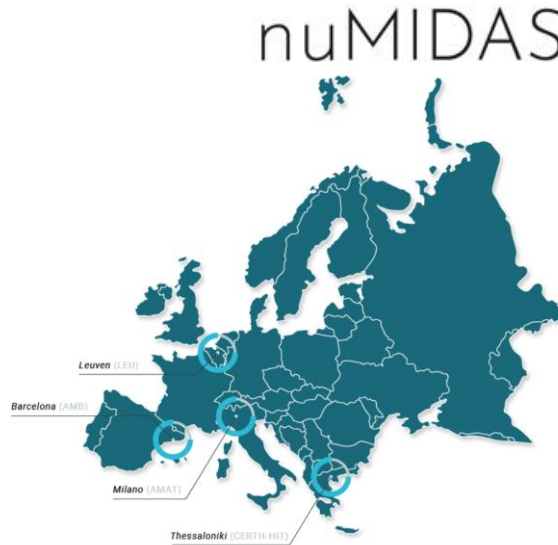 nuMIDAS
Leuven (LEU)
Barcelona (AMB)
Milano (AMAT)
Thessaloniki (CERTH-HIT)